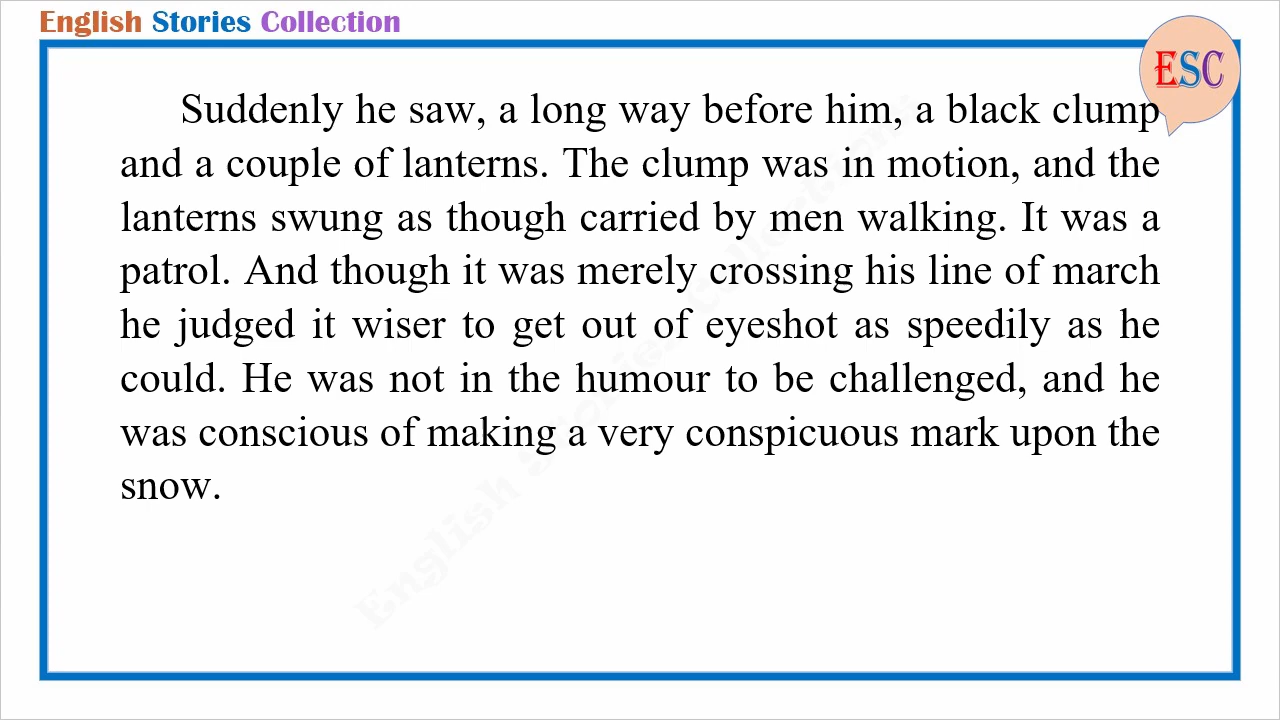 English Stories Collection
ESC
Suddenly he saw, a long way before him, a black clump
and a couple of lanterns. The clump was in motion, and the
lanterns swung as though carried by men walking. It was a
patrol. And though it was merely crossing his line of march
he judged it wiser to get out of eyeshot as speedily as he
could. He was not in the humour to be challenged, and he
was conscious of making a very conspicuous mark upon the
snow.
English Stories Collection